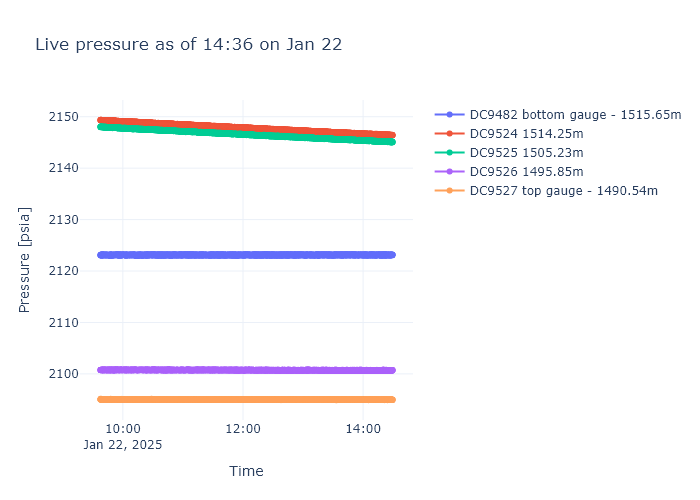 Live pressure as of 14:36 on Jan 22
2150
2140
2130
2120
2110
2100
Pressure [psia]
10:00
Jan 22, 2025
12:00
14:00
Time
DC9482 bottom gauge - 1515.65m
DC9524 1514.25m
DC9525 1505.23m
DC9526 1495.85m
DC9527 top gauge - 1490.54m